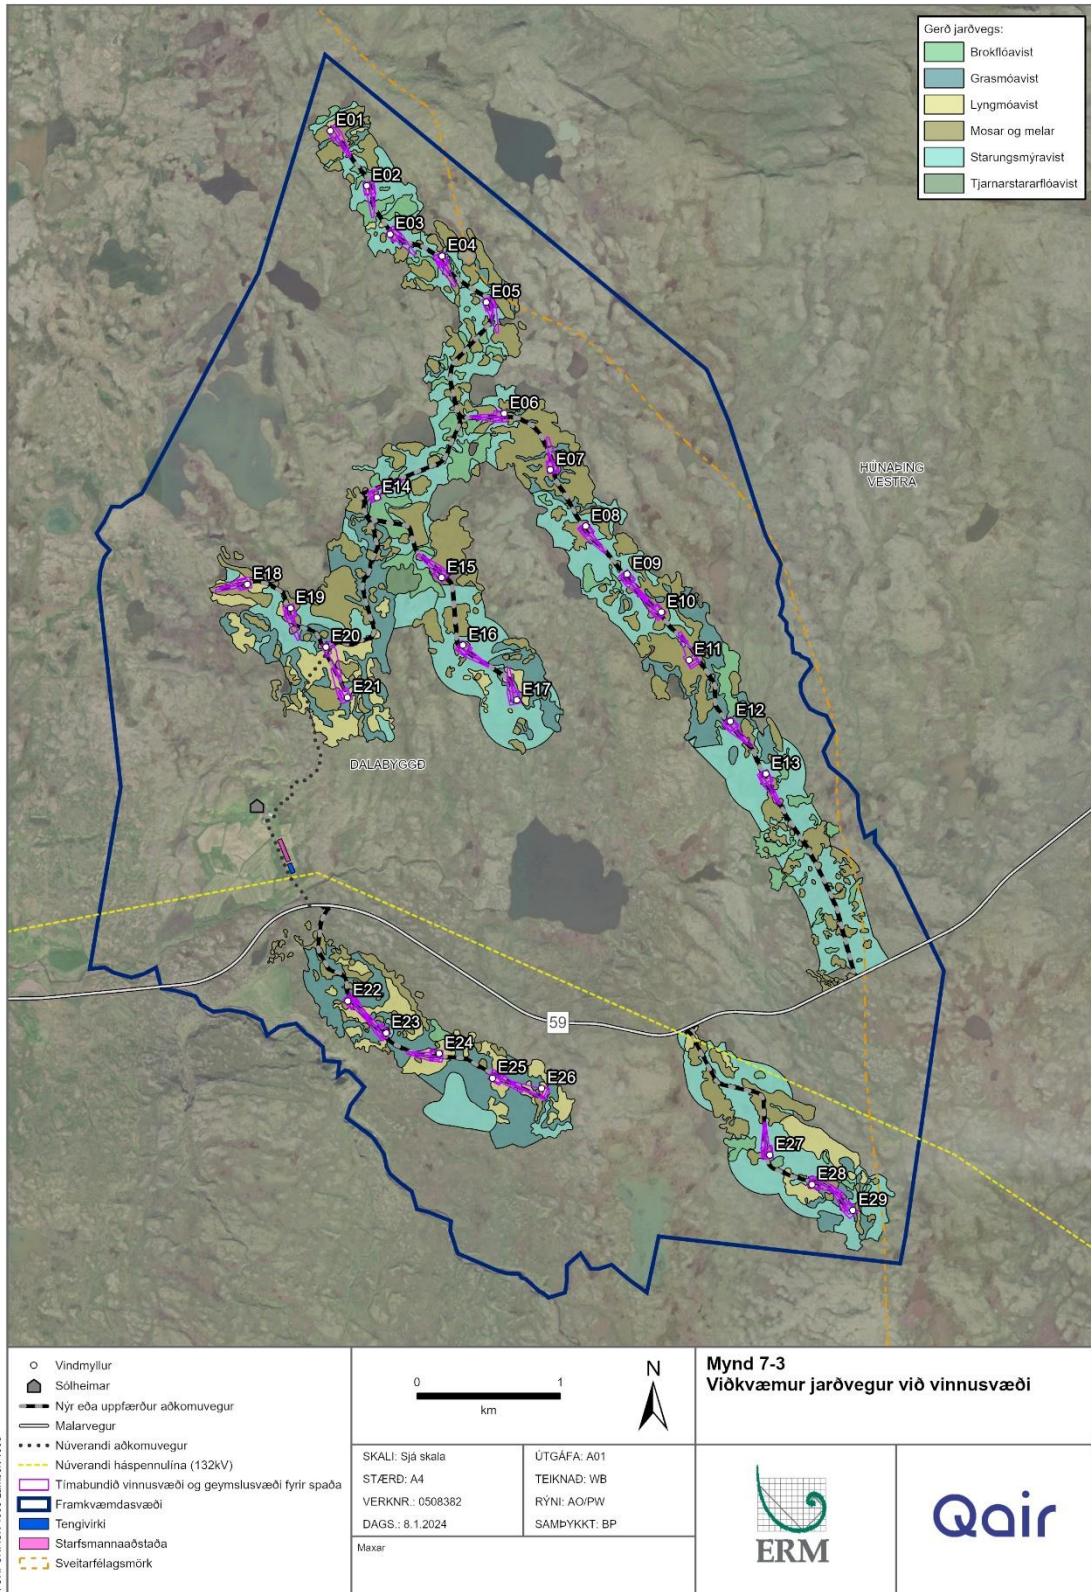 Gerð jarðvegs:
Brokflóavist
Grasmóavist
Lyngmóavist
Mosar og melar
Starungsmýravist
Tjarnarstararflóavist
E01
E02
E03
E04
E05
E06
E07
HÚNAÞING
VESTRA
E14
E08
E15
E09
E18
E19
E10
E20
E16
E11
E21
E17
E12
DALABYGGÐ
E13
E22
59
E23
E24
E25
E26
E27
E28
E29
Vindmyllur
Sólheimar
Nýr eða uppfærður aðkomuvegur
Malarvegur
Núverandi aðkomuvegur
Núverandi háspennulína (132kV)
Tímabundið vinnusvæði og geymslusvæði fyrir spaða
Framkvæmdasvæði
Tengivirki
Starfsmannaaðstaða
Sveitarfélagsmörk
0 1
km
N
SKALI: Sjá skala
STÆRÐ: A4
VERKNR.: 0508382
DAGS.: 8.1.2024
ÚTGÁFA: A01
TEIKNAÐ: WB
RÝNI: AO/PW
SAMÞYKKT: BP
Maxar
Mynd 7-3
Viðkvæmur jarðvegur við vinnusvæði
ERM
Qair